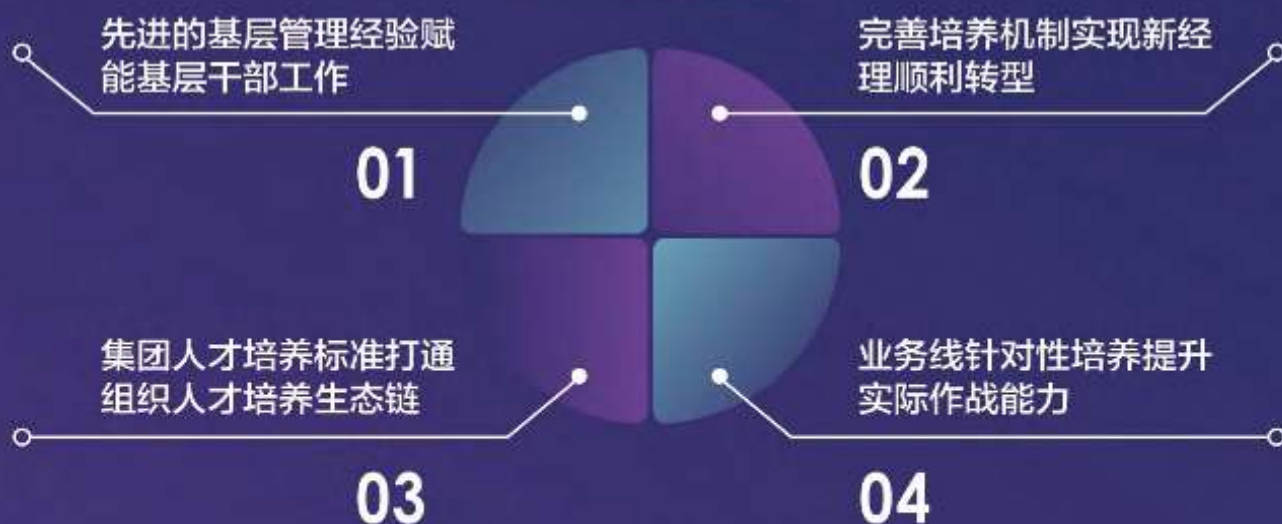 先进的基层管理经验赋
能基层干部工作
01
完善培养机制实现新经
理顺利转型
02
集团人才培养标准打通
组织人才培养生态链
03
业务线针对性培养提升
实际作战能力
04